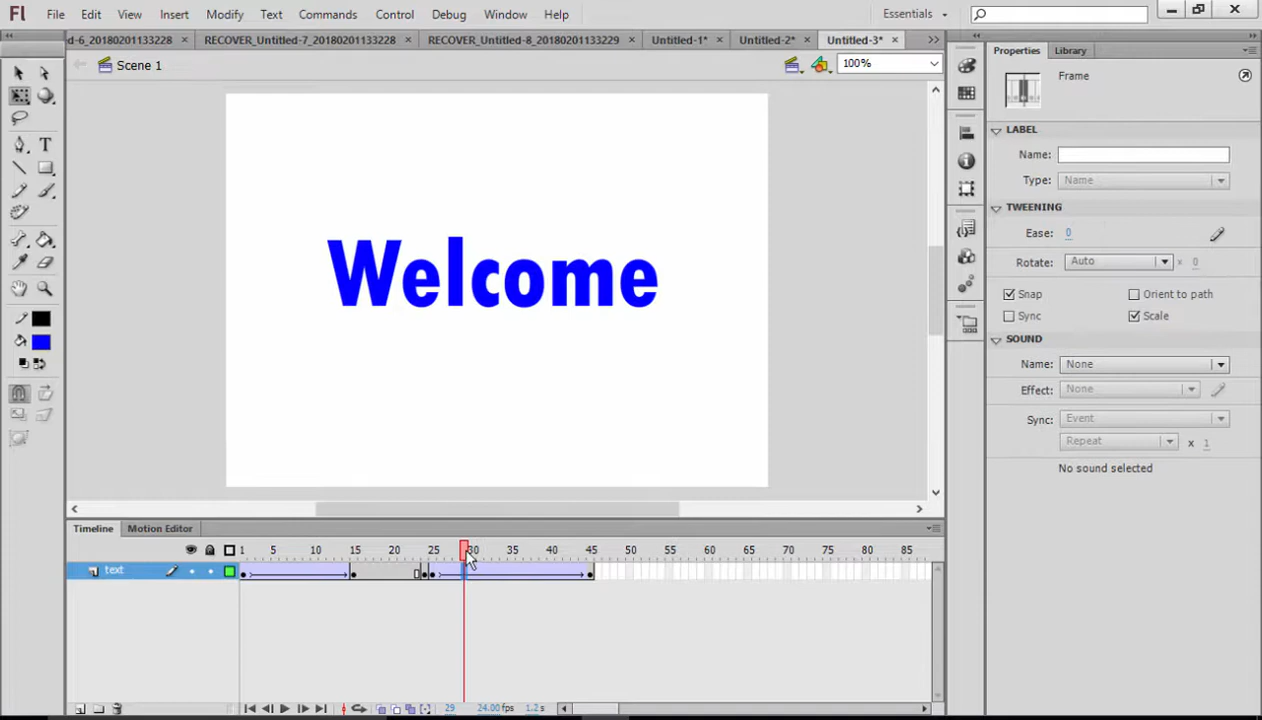 Fl File Edit View Insert Modify Text Commands Control Debug Window Help Essentials
d-6_20180201133228 × RECOVER_Untitled-7_20180201133228 × RECOVER_Untitled-8_20180201133229 × Untitled-1* × Untitled-2* × Untitled-3* ×
Scene 1 100%
Properties Library
Frame
LABEL
Name:
Type: Name
TWEENING
Ease: 0
Rotate: Auto x 0
Snap Orient to path
Sync Scale
SOUND
Name: None
Effect: None
Sync: Event
Repeat x 1
No sound selected
Welcome
Timeline Motion Editor
1 5 10 15 20 25 30 35 40 45 50 55 60 65 70 75 80 85
text
29 24.00 fps 1.2 s